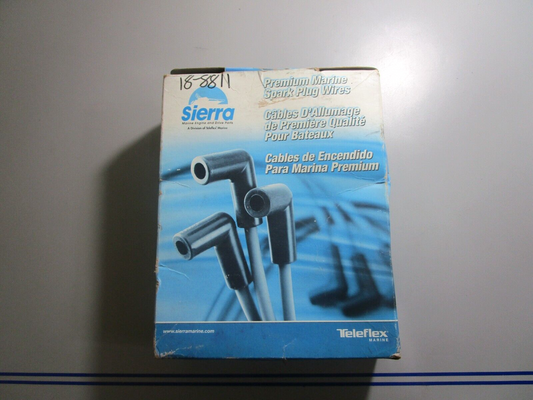 18-8811
Sierra
Marine Engine and Drive Parts
A Division of Teleflex Marine
Premium Marine
Spark Plug Wires
Câbles D'Allumage
de Première Qualité
Pour Bateaux
Cables de Encendido
Para Marina Premium
www.sierramarine.com
Teleflex
MARINE